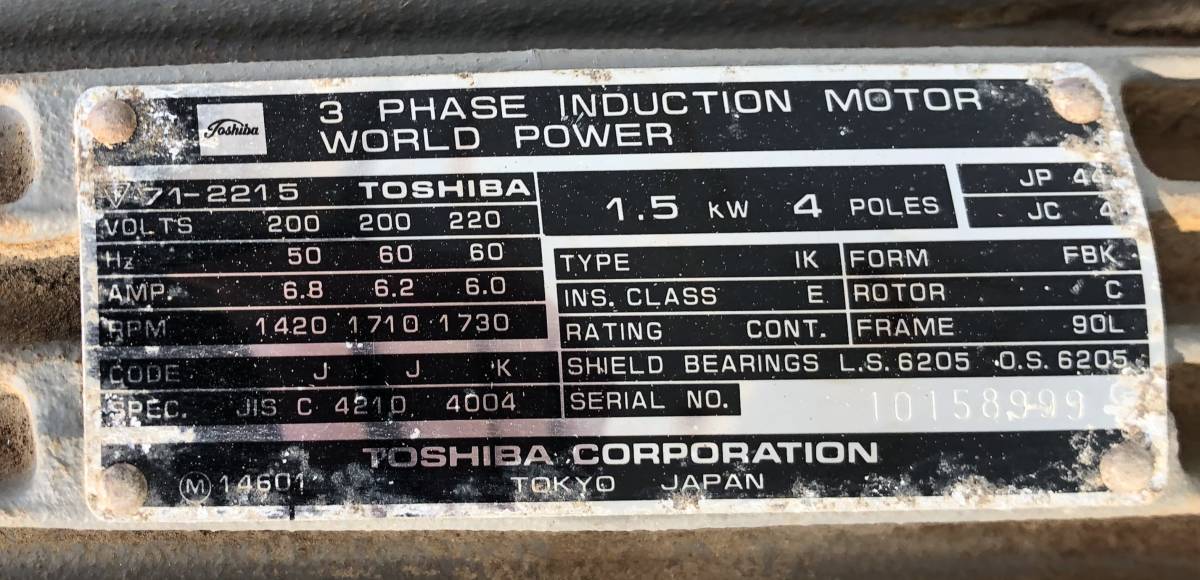 Toshiba
3 PHASE INDUCTION MOTOR
WORLD POWER
71-2215 TOSHIBA
VOLTS 200 200 220
Hz 50 60 60
AMP. 6.8 6.2 6.0
RPM 1420 1710 1730
CODE J J K
SPEC. JIS C 4210 4004
1.5 KW 4 POLES
JP 44
JC 4
TYPE IK FORM FBK
INS. CLASS E ROTOR C
RATING CONT. FRAME 90L
SHIELD BEARINGS L.S. 6205 O.S. 6205
SERIAL NO. 10158999
TOSHIBA CORPORATION
M 14601 TOKYO JAPAN